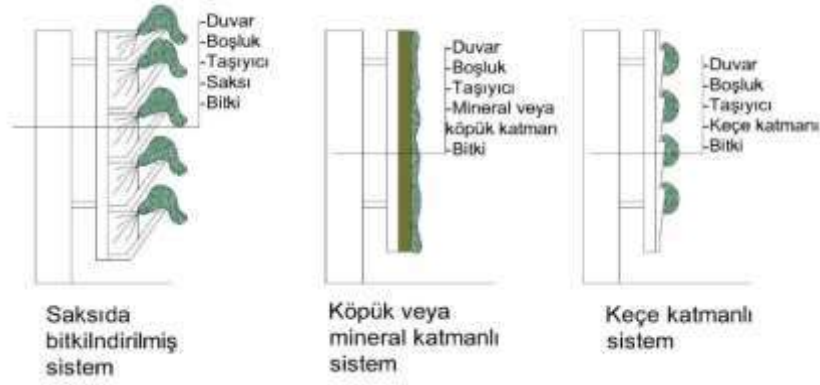 -Duvar
-Boşluk
-Taşıyıcı
-Saksı
-Bitki
Saksıda
bitkilndirilmiş
sistem
-Duvar
-Boşluk
-Taşıyıcı
-Mineral veya
köpük katman
-Bitki
Köpük veya
mineral katmanlı
sistem
-Duvar
-Boşluk
-Taşıyıcı
-Keçe katmanı
-Bitki
Keçe katmanlı
sistem